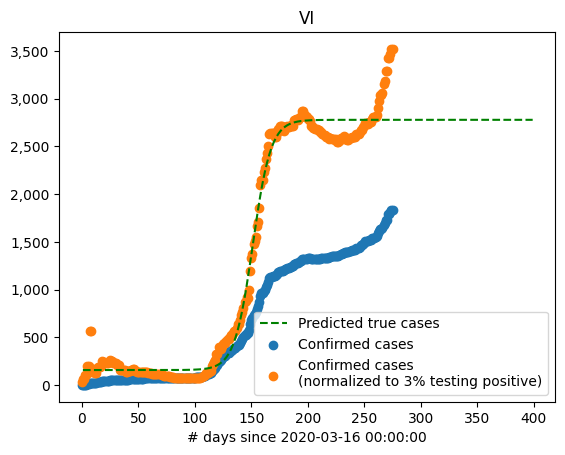 VI
3,500
3,000
2,500
2,000
1,500
1,000
500
0
0 50 100 150 200 250 300 350 400
# days since 2020-03-16 00:00:00
Predicted true cases
Confirmed cases
Confirmed cases
(normalized to 3% testing positive)